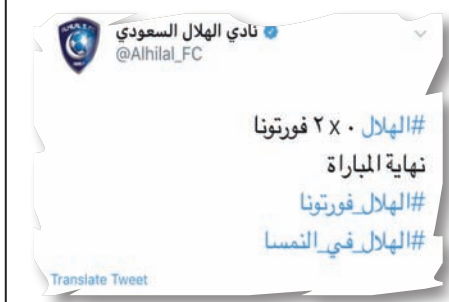 نادي الهلال السعودي
@Alhilal_FC
#الهلال ٠ x ٢ فورتونا
نهاية المباراة
#الهلال_فورتونا
#الهلال_في_النمسا
Translate Tweet